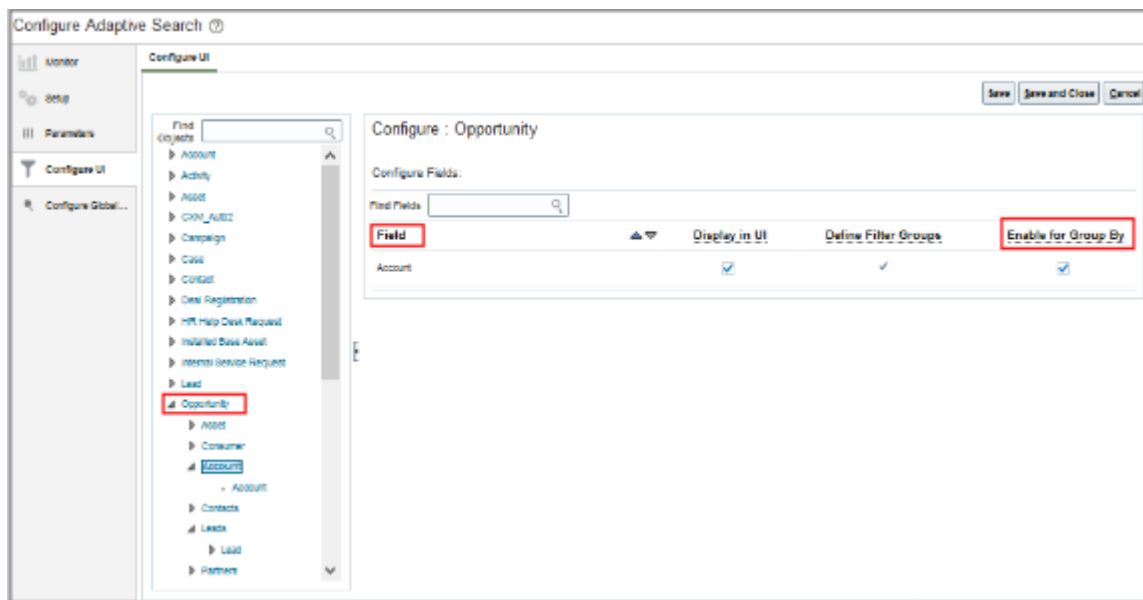 Configure Adaptive Search ?
Monitor
Setup
Parameters
Configure UI
Configure Global...
Configure UI
Save Save and Close Cancel
Find Objects
Account
Activity
Asset
Campaign
Case
Contact
Deal Registration
HR Help Desk Request
Installed Base Asset
Internal Service Request
Lead
Opportunity
Asset
Consumer
Account
Account
Contacts
Leads
Lead
Partners
Configure : Opportunity
Configure Fields:
Find Fields
Field Display in UI Define Filter Groups Enable for Group By
Account